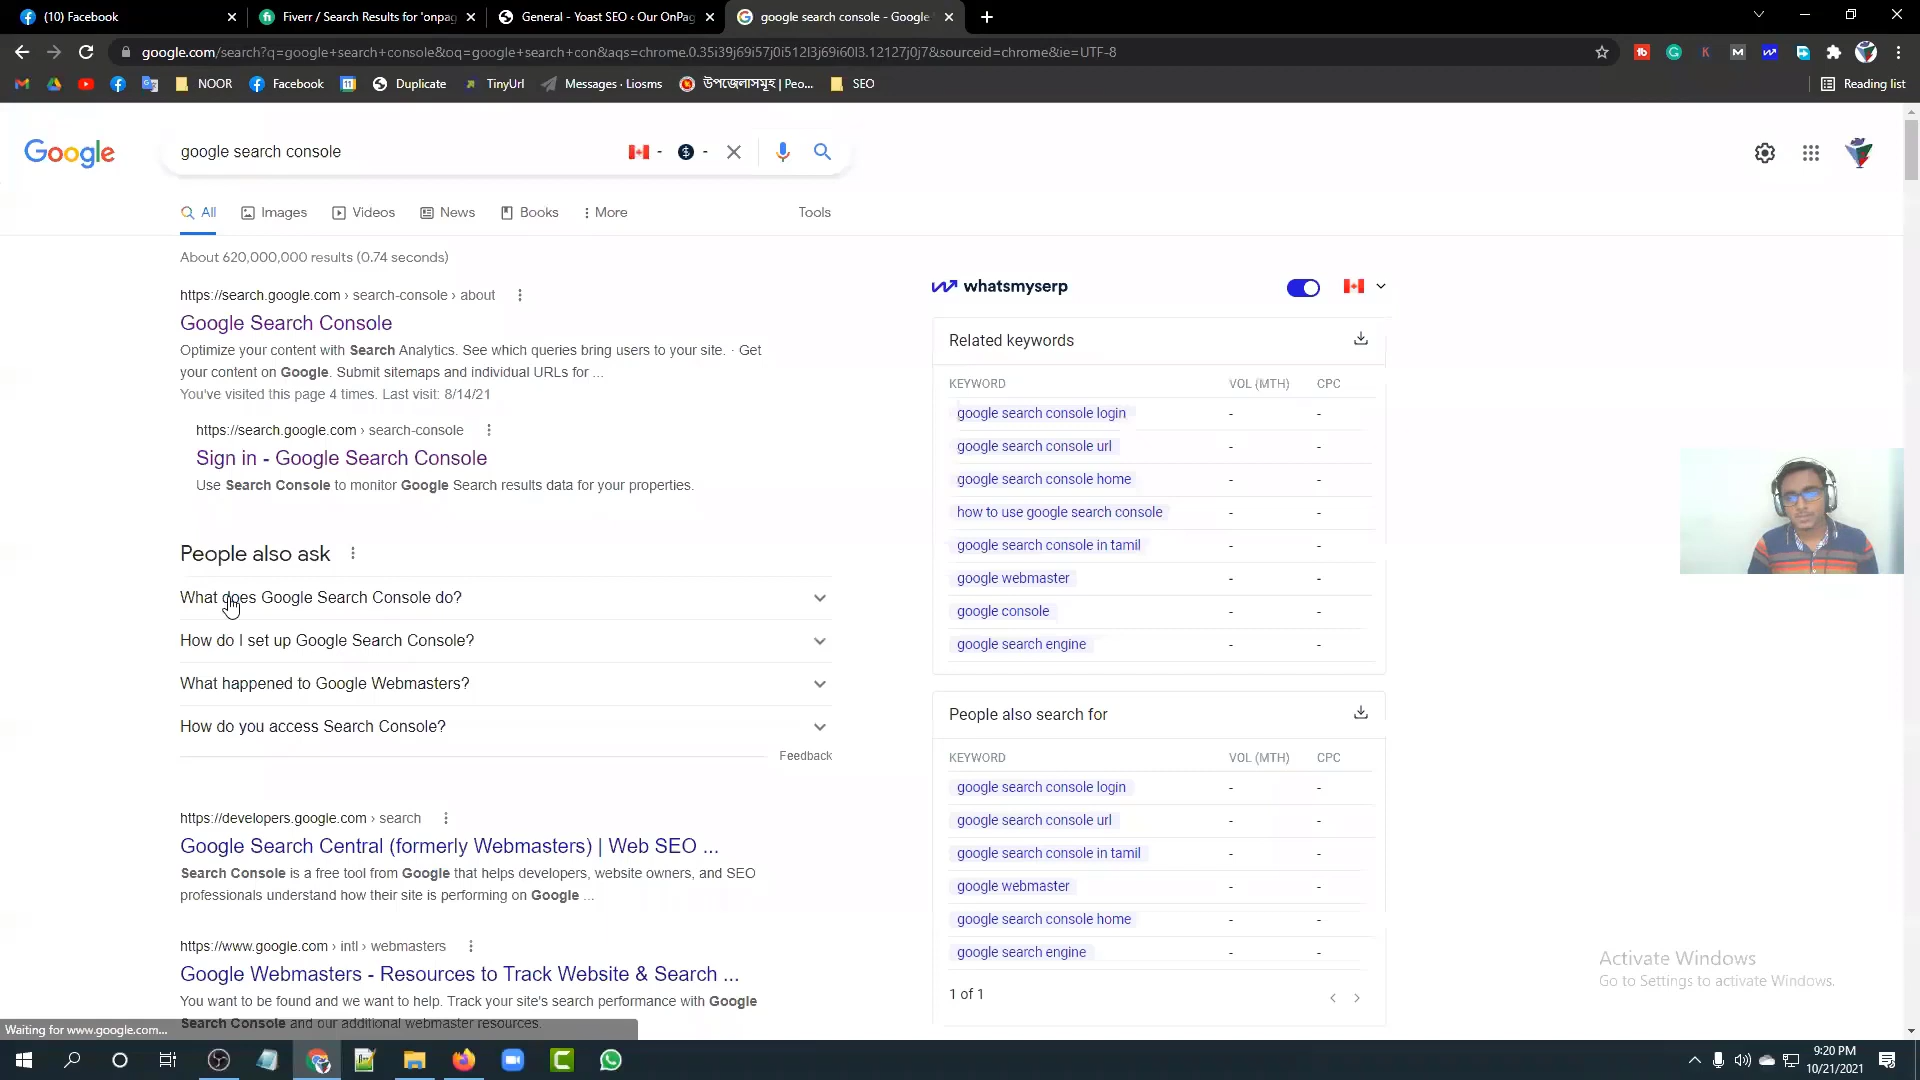 (10) Facebook
Fiverr / Search Results for 'onpag
General - Yoast SEO ‹ Our OnPag
google search console - Google
google.com/search?q=google+search+console&oq=google+search+con&aqs=chrome.0.35i39j69i57j0i512l3j69i60l3.12127j0j7&sourceid=chrome&ie=UTF-8
NOOR
Facebook
Duplicate
TinyUrl
Messages · Liosms
উপজেলাসমূহ | Peo...
SEO
Reading list
Google
google search console
All
Images
Videos
News
Books
More
Tools
About 620,000,000 results (0.74 seconds)
https://search.google.com › search-console › about
Google Search Console
Optimize your content with Search Analytics. See which queries bring users to your site. · Get
your content on Google. Submit sitemaps and individual URLs for ...
You've visited this page 4 times. Last visit: 8/14/21
https://search.google.com › search-console
Sign in - Google Search Console
Use Search Console to monitor Google Search results data for your properties.
People also ask
What does Google Search Console do?
How do I set up Google Search Console?
What happened to Google Webmasters?
How do you access Search Console?
Feedback
https://developers.google.com › search
Google Search Central (formerly Webmasters) | Web SEO ...
Search Console is a free tool from Google that helps developers, website owners, and SEO
professionals understand how their site is performing on Google ...
https://www.google.com › intl › webmasters
Google Webmasters - Resources to Track Website & Search ...
You want to be found and we want to help. Track your site's search performance with Google
Search Console and our additional webmaster resources.
Waiting for www.google.com...
whatsmyserp
Related keywords
KEYWORD VOL (MTH) CPC
google search console login - -
google search console url - -
google search console home - -
how to use google search console - -
google search console in tamil - -
google webmaster - -
google console - -
google search engine - -
People also search for
KEYWORD VOL (MTH) CPC
google search console login - -
google search console url - -
google search console in tamil - -
google webmaster - -
google search console home - -
google search engine - -
1 of 1
Activate Windows
Go to Settings to activate Windows.
9:20 PM
10/21/2021